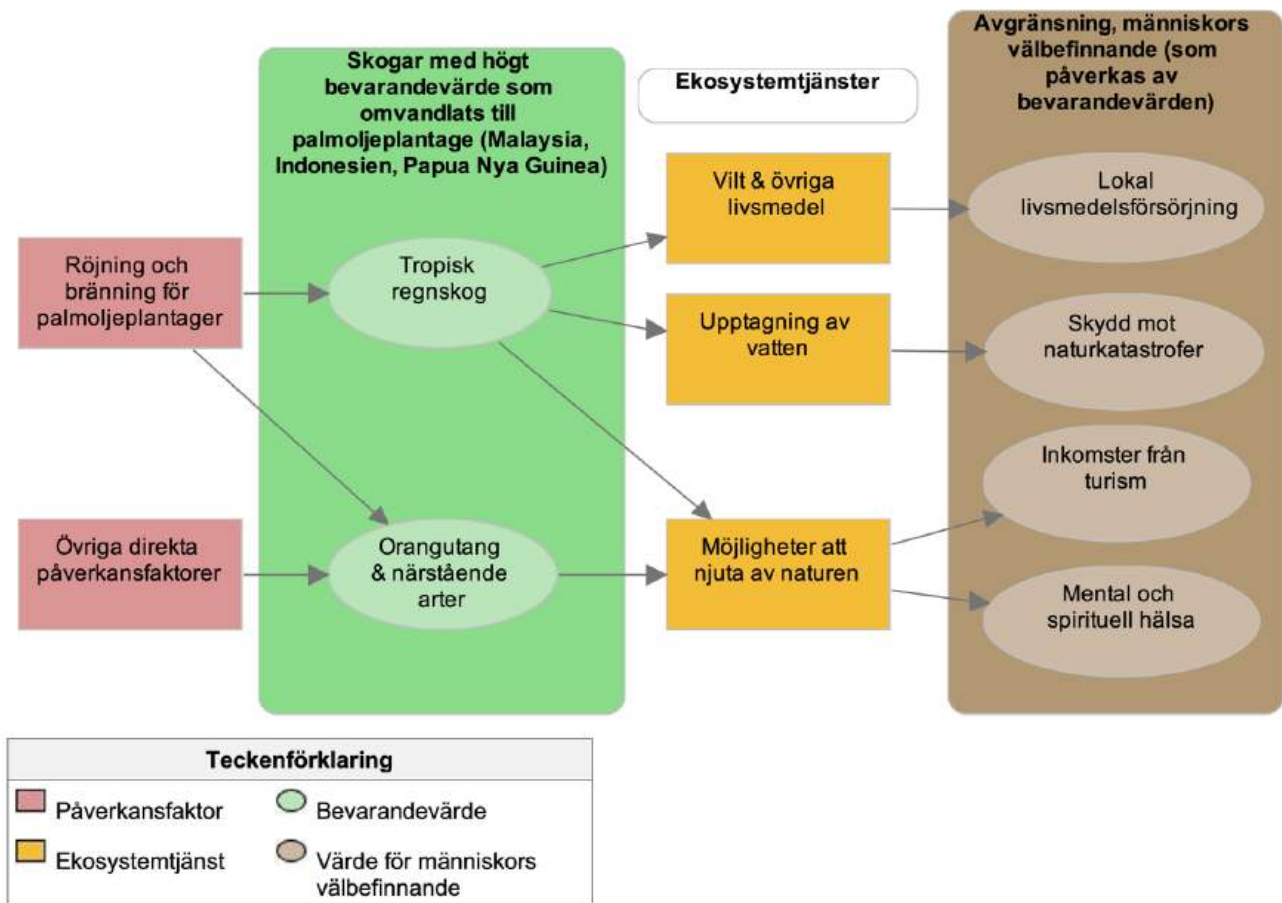 Skogar med högt
bevarandevärde som
omvandlats till
palmoljeplantage (Malaysia,
Indonesien, Papua Nya Guinea)
Ekosystemtjänster
Avgränsning, människors
välbefinnande (som
påverkas av
bevarandevärden)
Röjning och
bränning för
palmoljeplantager
Tropisk
regnskog
Vilt & övriga
livsmedel
Lokal
livsmedelsförsörjning
Upptagning av
vatten
Skydd mot
naturkatastrofer
Övriga direkta
påverkansfaktorer
Orangutang
& närstående
arter
Möjligheter att
njuta av naturen
Inkomster från
turism
Mental och
spirituell hälsa
Teckenförklaring
Påverkansfaktor
Bevarandevärde
Ekosystemtjänst
Värde för människors
välbefinnande